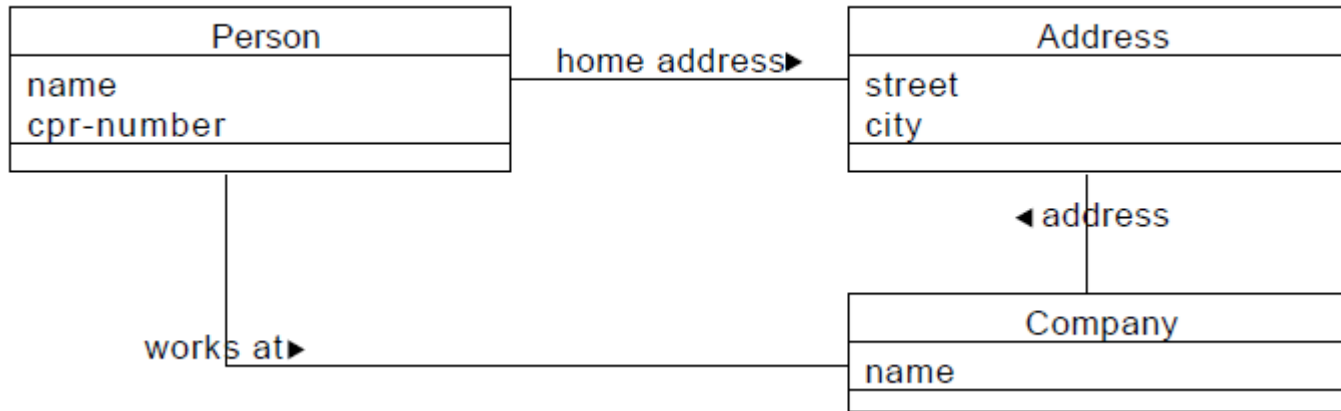 Person
name
cpr-number
home address▶
Address
street
city
◀ address
works at▶
Company
name